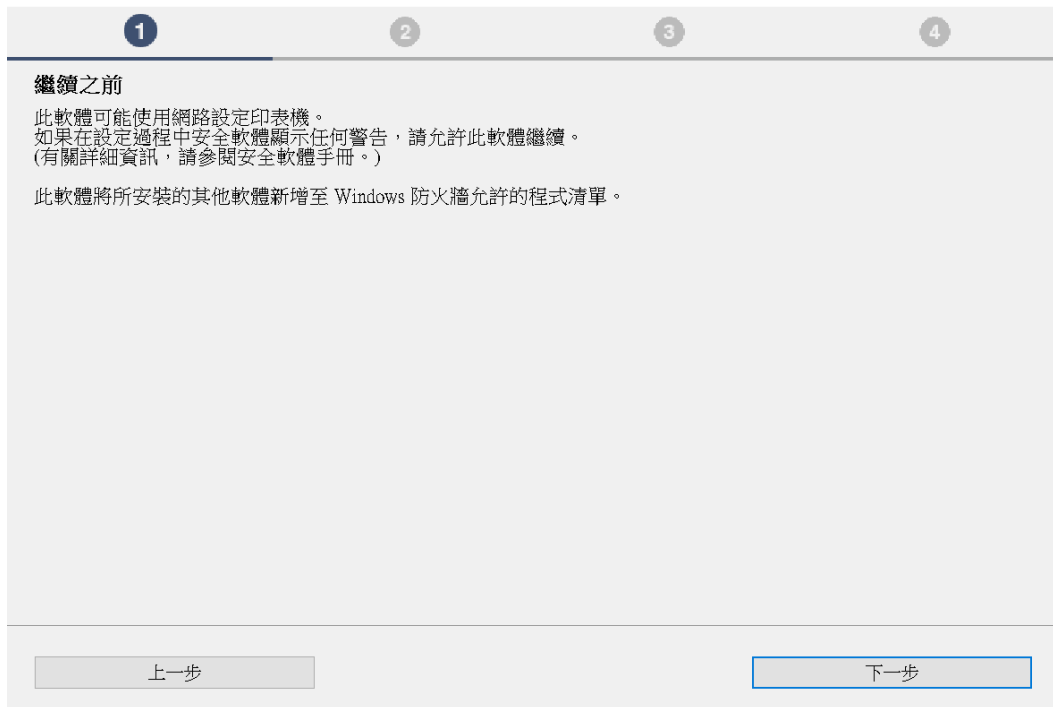 1 2 3 4
繼續之前
此軟體可能使用網路設定印表機。
如果在設定過程中安全軟體顯示任何警告，請允許此軟體繼續。
(有關詳細資訊，請參閱安全軟體手冊。)
此軟體將所安裝的其他軟體新增至 Windows 防火牆允許的程式清單。
上一步 下一步